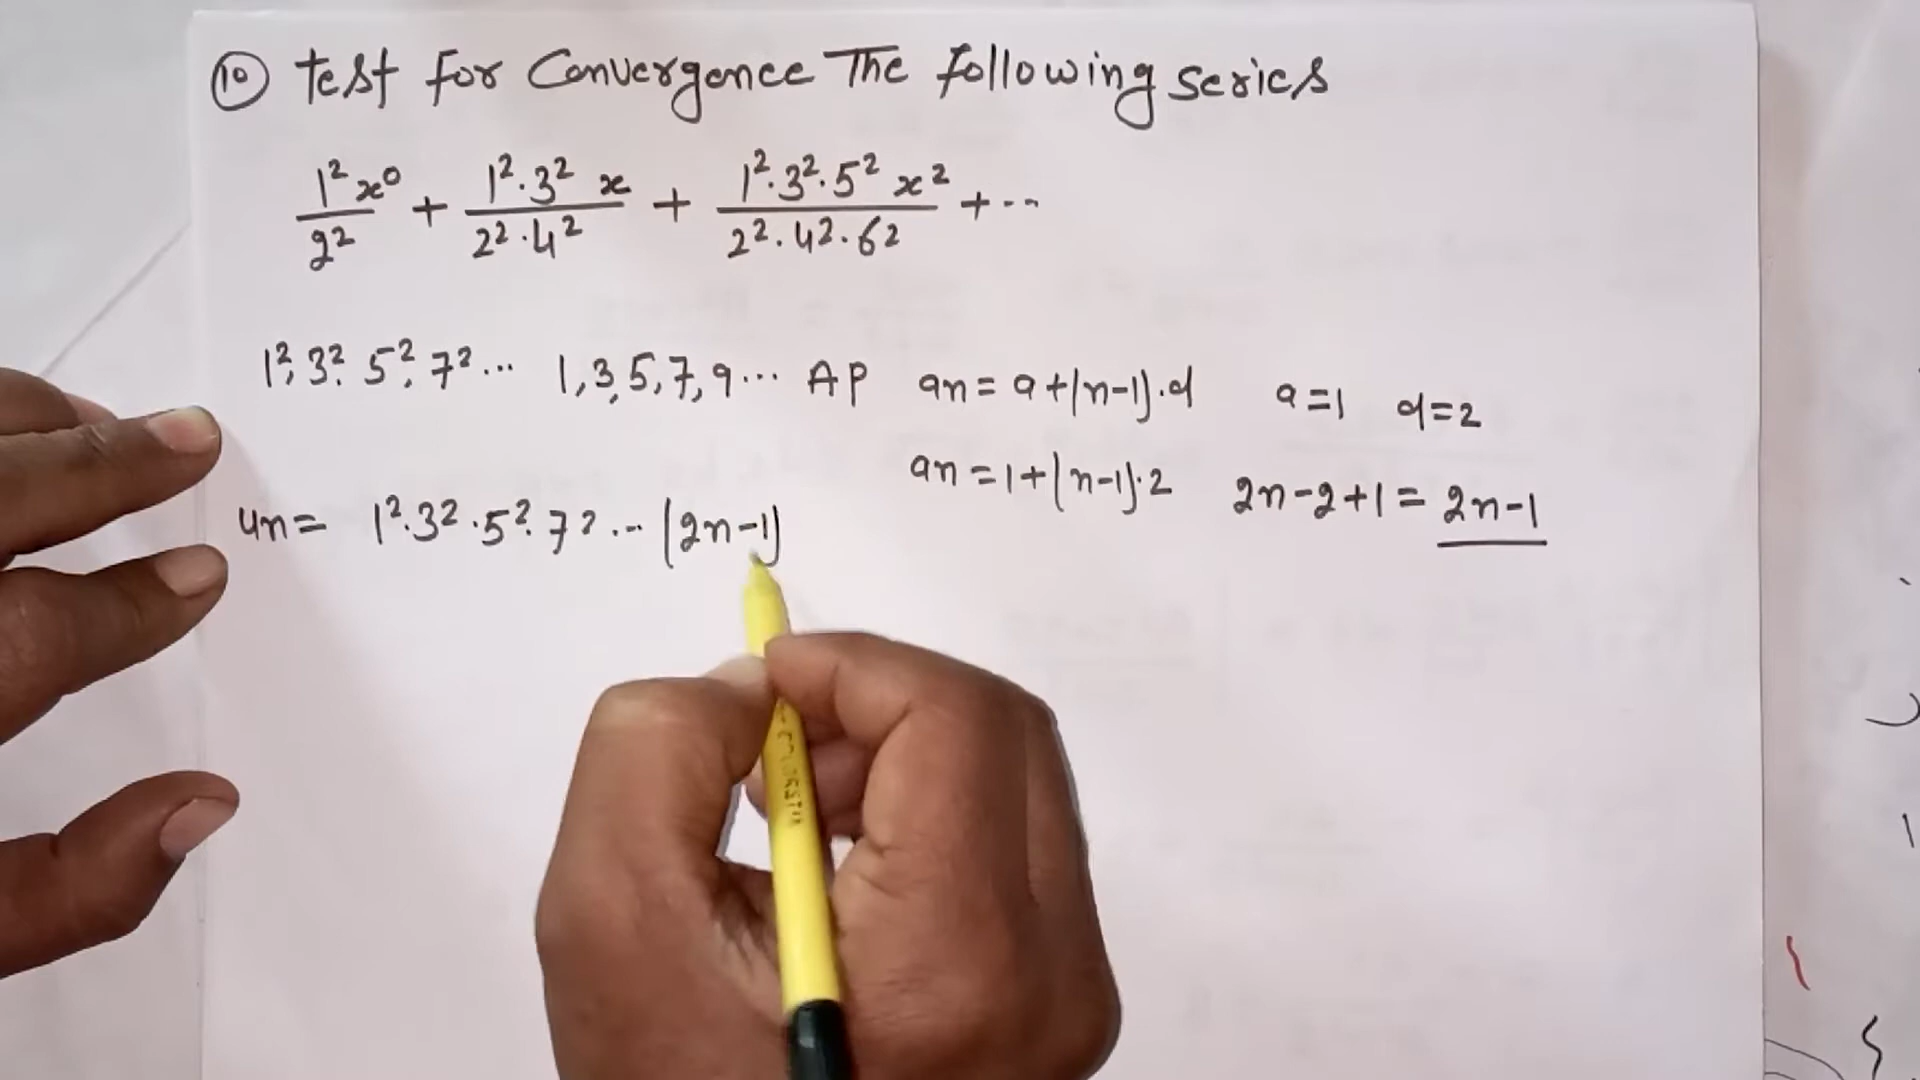 10 Test For Convergence The following series
1² x⁰ / 2² + 1²·3² x / 2²·4² + 1²·3²·5² x² / 2²·4²·6² + ...
1², 3², 5², 7² ... 1, 3, 5, 7, 9 ... AP an = a + (n-1)·d a = 1 d = 2
an = 1 + (n-1)·2 2n - 2 + 1 = 2n - 1
un = 1²·3²·5²·7² ... (2n-1)